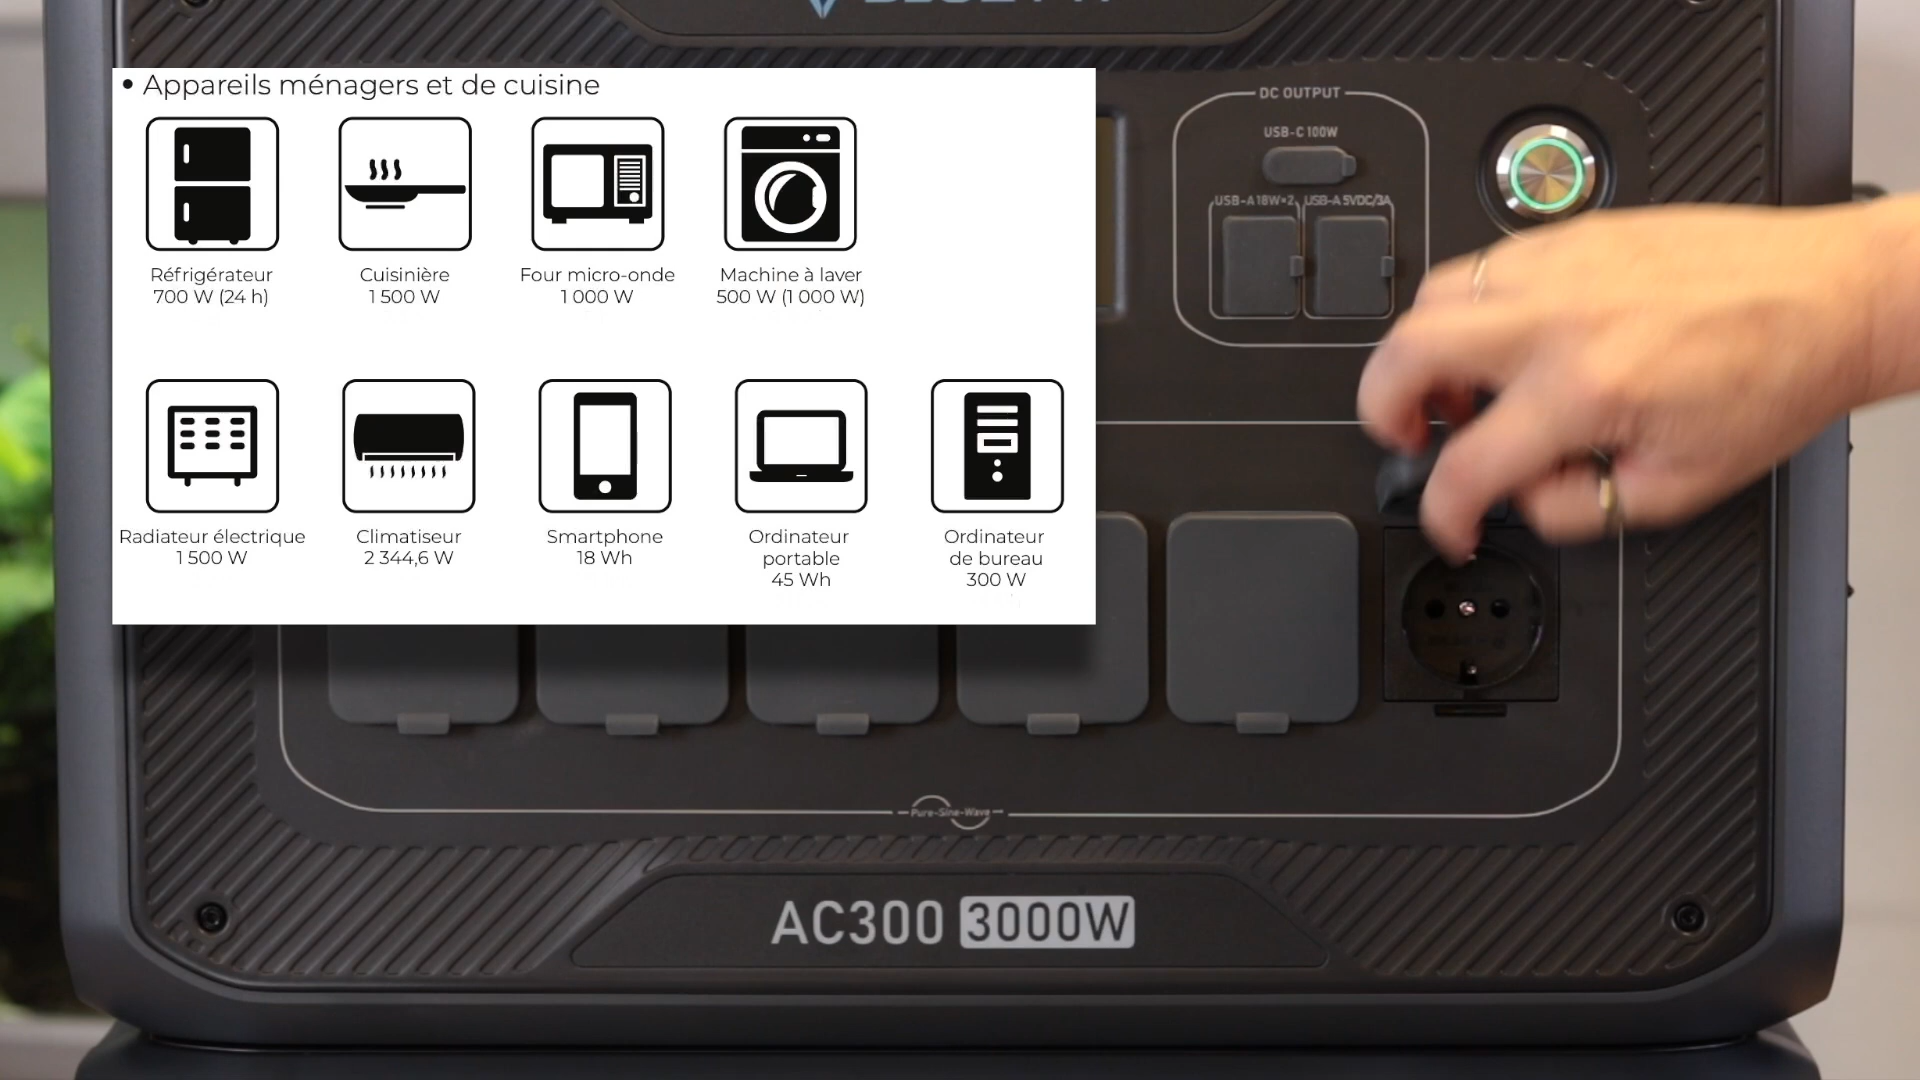 • Appareils ménagers et de cuisine
Réfrigérateur
700 W (24 h)
Cuisinière
1 500 W
Four micro-onde
1 000 W
Machine à laver
500 W (1 000 W)
Radiateur électrique
1 500 W
Climatiseur
2 344,6 W
Smartphone
18 Wh
Ordinateur
portable
45 Wh
Ordinateur
de bureau
300 W
DC OUTPUT
USB-C 100W
USB-A 18W×2
USB-A 5VDC/3A
Pure-Sine-Wave
AC300 3000W